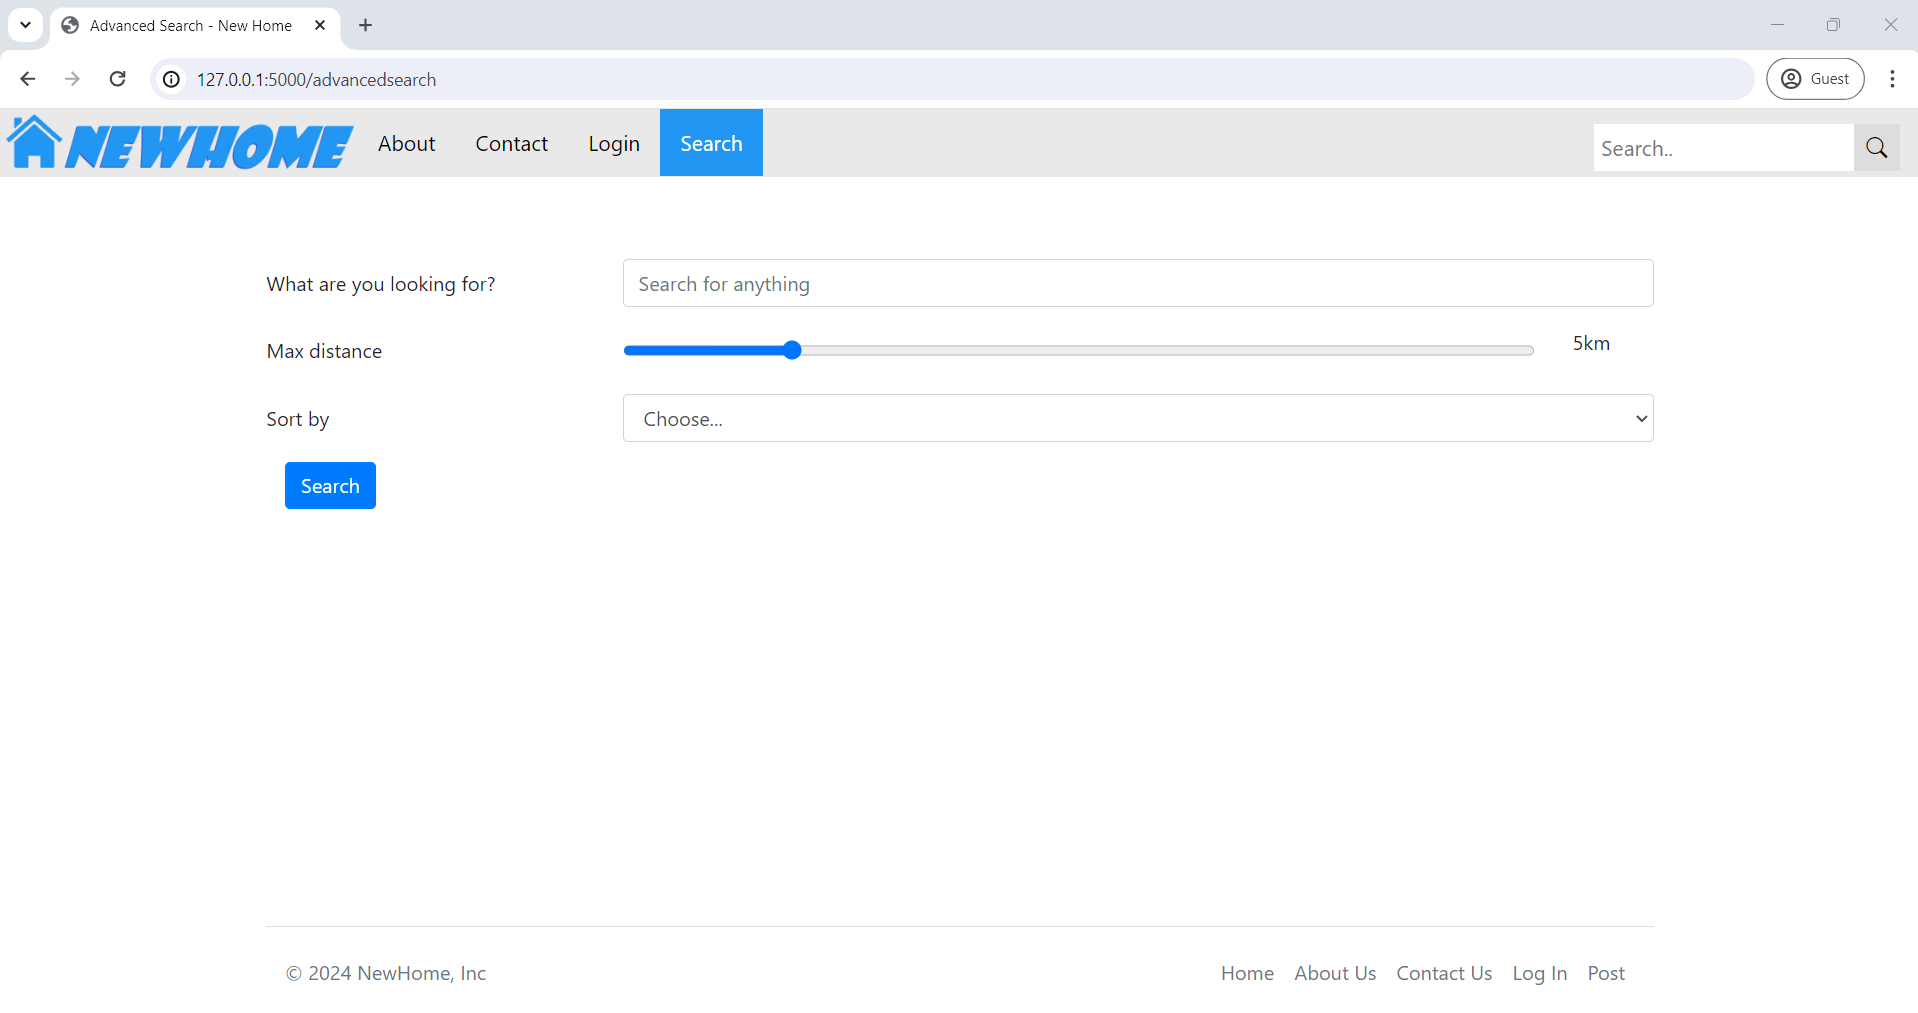 Advanced Search - New Home
127.0.0.1:5000/advancedsearch
Guest
NEWHOME
About
Contact
Login
Search
Search..
What are you looking for?
Search for anything
Max distance
5km
Sort by
Choose...
Search
© 2024 NewHome, Inc
Home
About Us
Contact Us
Log In
Post